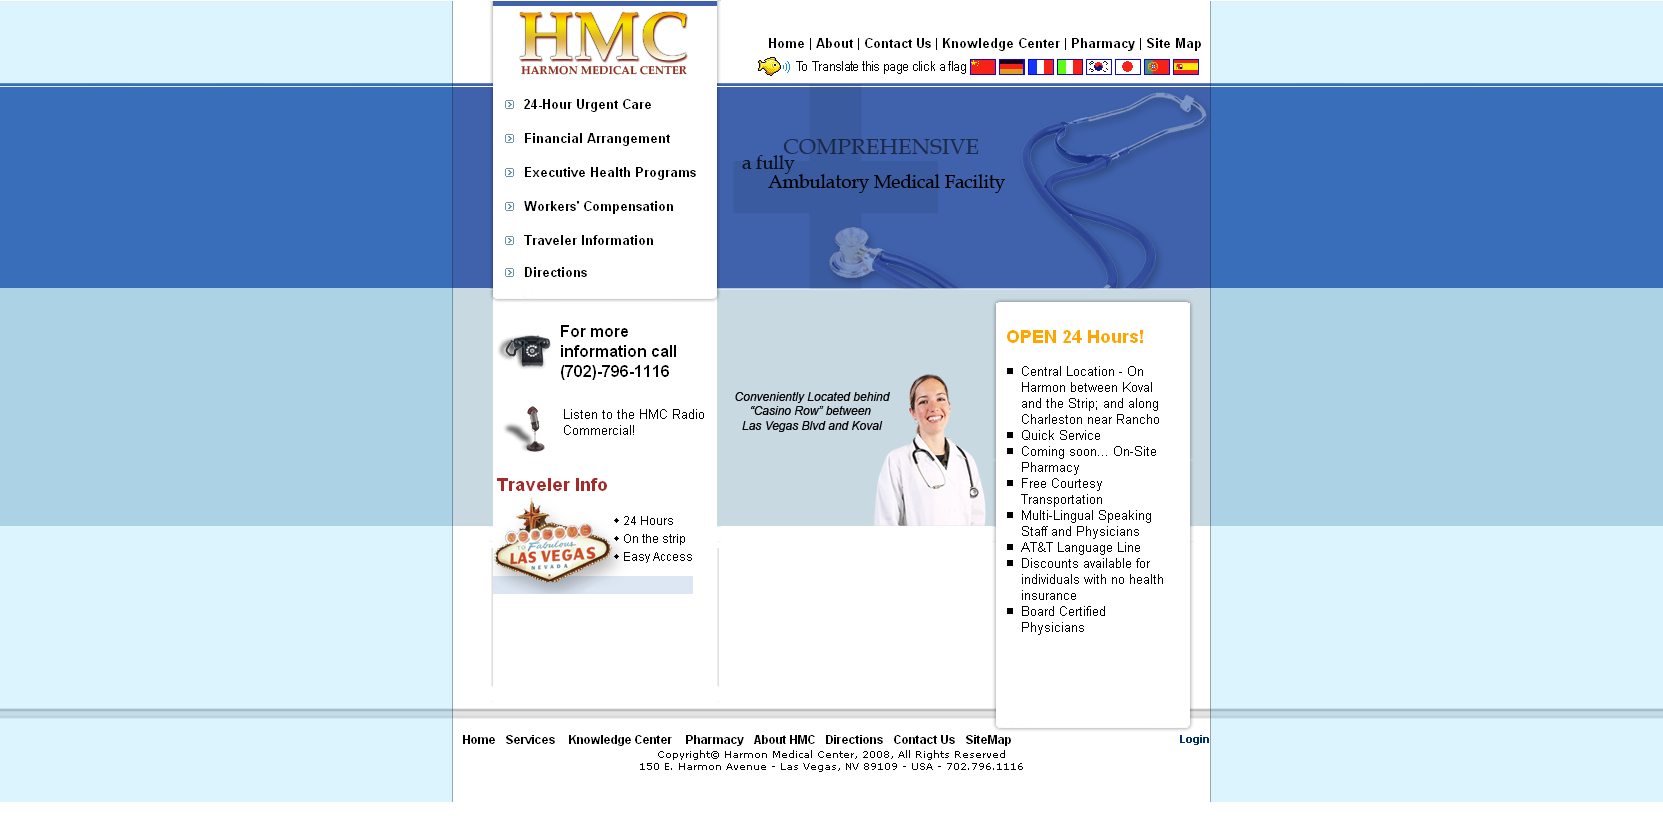 HMC
HARMON MEDICAL CENTER
Home | About | Contact Us | Knowledge Center | Pharmacy | Site Map
To Translate this page click a flag
24-Hour Urgent Care
Financial Arrangement
Executive Health Programs
Workers' Compensation
Traveler Information
Directions
COMPREHENSIVE
a fully
Ambulatory Medical Facility
For more
information call
(702)-796-1116
Listen to the HMC Radio
Commercial!
Traveler Info
WELCOME
TO Fabulous
LAS VEGAS
NEVADA
24 Hours
On the strip
Easy Access
Conveniently Located behind
“Casino Row” between
Las Vegas Blvd and Koval
OPEN 24 Hours!
Central Location - On
Harmon between Koval
and the Strip; and along
Charleston near Rancho
Quick Service
Coming soon... On-Site
Pharmacy
Free Courtesy
Transportation
Multi-Lingual Speaking
Staff and Physicians
AT&T Language Line
Discounts available for
individuals with no health
insurance
Board Certified
Physicians
Home Services Knowledge Center Pharmacy About HMC Directions Contact Us SiteMap
Login
Copyright© Harmon Medical Center, 2008, All Rights Reserved
150 E. Harmon Avenue - Las Vegas, NV 89109 - USA - 702.796.1116